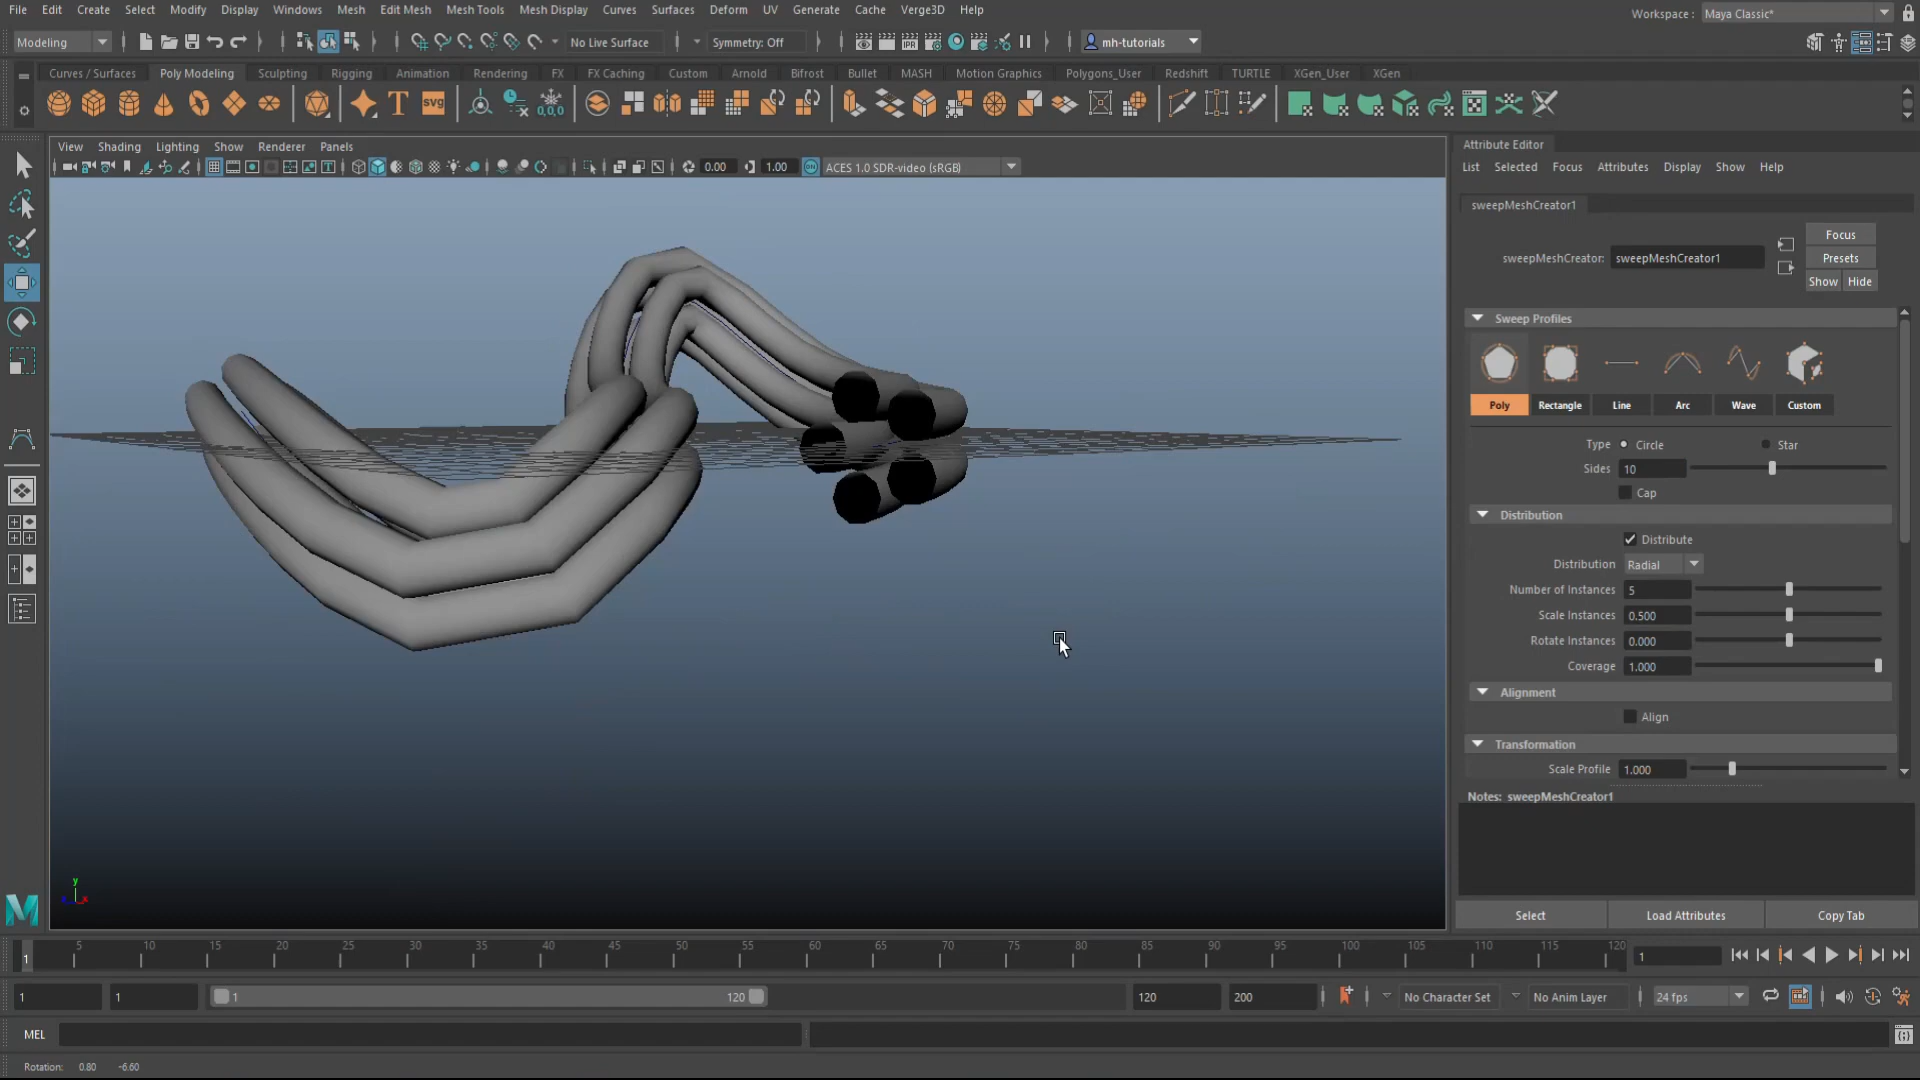 File Edit Create Select Modify Display Windows Mesh Edit Mesh Mesh Tools Mesh Display Curves Surfaces Deform UV Generate Cache Verge3D Help
Workspace : Maya Classic*
Modeling No Live Surface Symmetry: Off mh-tutorials
Curves / Surfaces Poly Modeling Sculpting Rigging Animation Rendering FX FX Caching Custom Arnold Bifrost Bullet MASH Motion Graphics Polygons_User Redshift TURTLE XGen_User XGen
T svg 0,0,0
View Shading Lighting Show Renderer Panels
0.00 1.00 ACES 1.0 SDR-video (sRGB)
Attribute Editor
List Selected Focus Attributes Display Show Help
sweepMeshCreator1
sweepMeshCreator: sweepMeshCreator1
Focus
Presets
Show Hide
Sweep Profiles
Poly Rectangle Line Arc Wave Custom
Type Circle Star
Sides 10
Cap
Distribution
Distribute
Distribution Radial
Number of Instances 5
Scale Instances 0.500
Rotate Instances 0.000
Coverage 1.000
Alignment
Align
Transformation
Scale Profile 1.000
Notes: sweepMeshCreator1
Select Load Attributes Copy Tab
y
x
1 5 10 15 20 25 30 35 40 45 50 55 60 65 70 75 80 85 90 95 100 105 110 115 120 1
1 1 1 120 120 200 No Character Set No Anim Layer 24 fps
MEL
Rotation: 0.80 -6.60